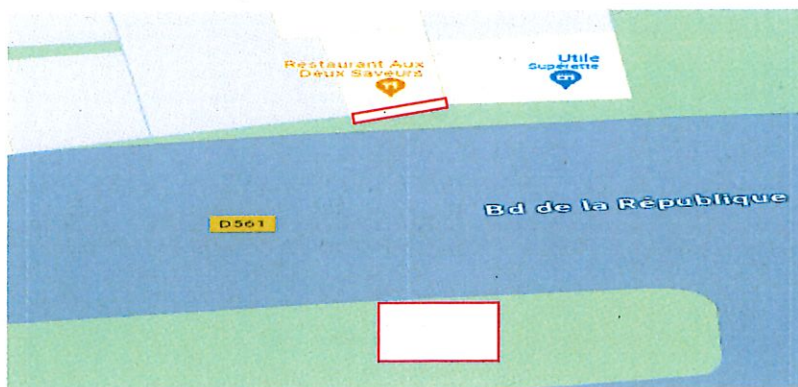 Restaurant Aux
Deux Saveurs
Utile
Supérette
Bd de la République
D561